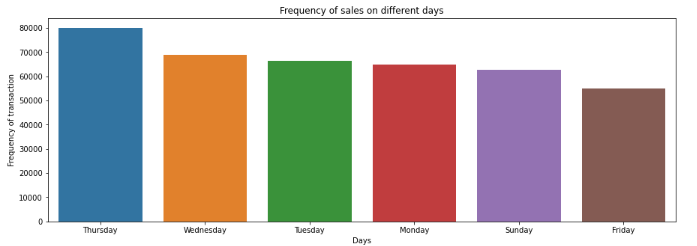 Frequency of sales on different days
Frequency of transaction
80000
70000
60000
50000
40000
30000
20000
10000
0
Thursday Wednesday Tuesday Monday Sunday Friday
Days